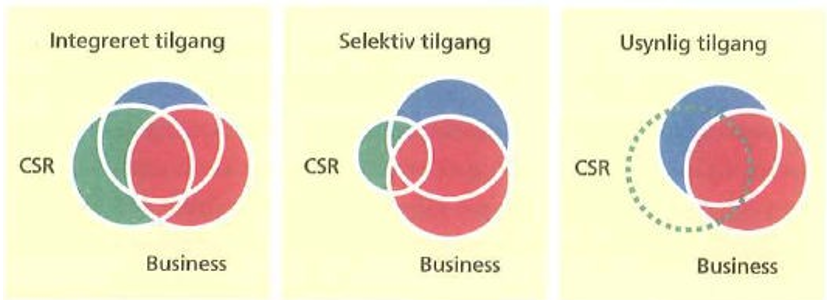 Integreret tilgang
CSR
Business
Selektiv tilgang
CSR
Business
Usynlig tilgang
CSR
Business